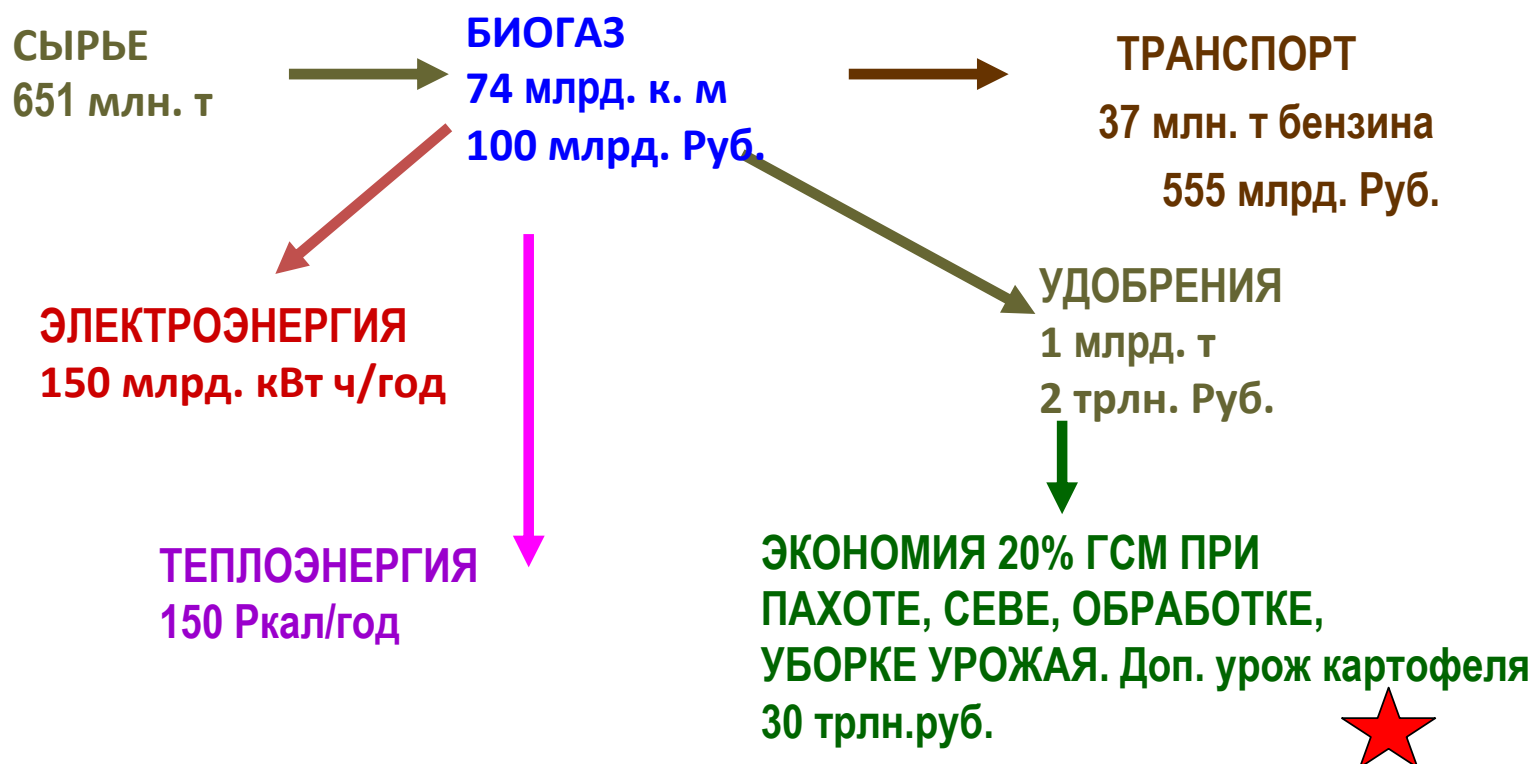 СЫРЬЕ
651 млн. т
БИОГАЗ
74 млрд. к. м
100 млрд. Руб.
ТРАНСПОРТ
37 млн. т бензина
555 млрд. Руб.
ЭЛЕКТРОЭНЕРГИЯ
150 млрд. кВт ч/год
УДОБРЕНИЯ
1 млрд. т
2 трлн. Руб.
ТЕПЛОЭНЕРГИЯ
150 Ркал/год
ЭКОНОМИЯ 20% ГСМ ПРИ
ПАХОТЕ, СЕВЕ, ОБРАБОТКЕ,
УБОРКЕ УРОЖАЯ. Доп. урож картофеля
30 трлн.руб.